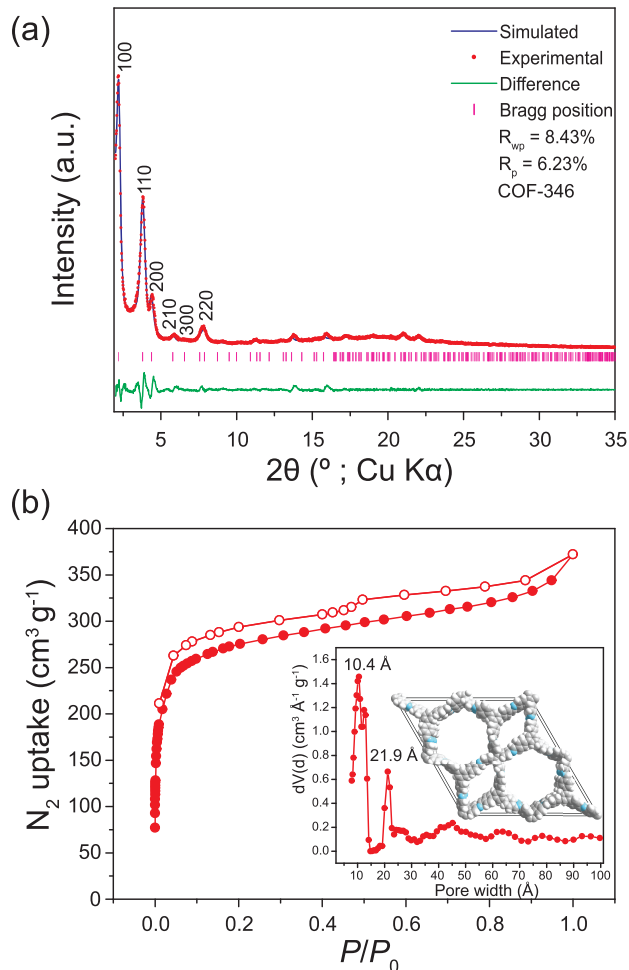 (a)
Simulated
Experimental
Difference
Bragg position
R_wp = 8.43%
R_p = 6.23%
COF-346
100
110
200
210
300
220
Intensity (a.u.)
5 10 15 20 25 30 35
2θ (º ; Cu Kα)
(b)
400
350
300
250
200
150
100
50
0
N₂ uptake (cm³ g⁻¹)
0.0 0.2 0.4 0.6 0.8 1.0
P/P₀
1.6
1.4
1.2
1.0
0.8
0.6
0.4
0.2
0.0
dV(d) (cm³ Å⁻¹ g⁻¹)
10.4 Å
21.9 Å
10 20 30 40 50 60 70 80 90 100
Pore width (Å)